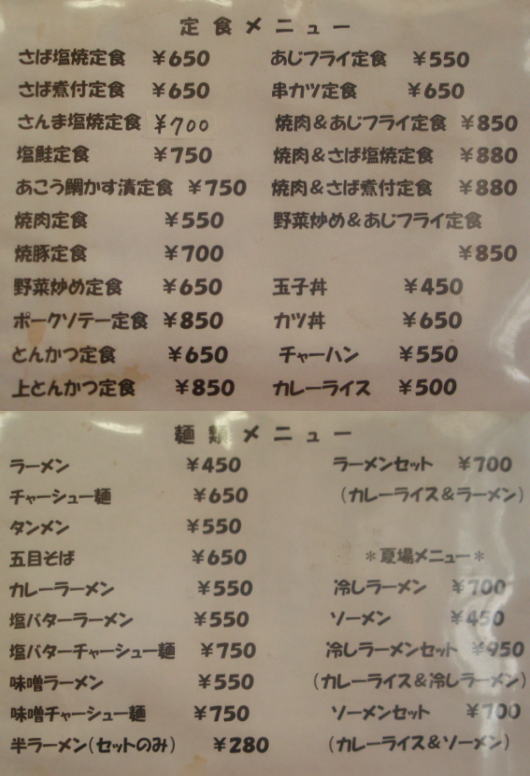 定食メニュー
さば塩焼定食 ¥650
さば煮付定食 ¥650
さんま塩焼定食 ¥700
塩鮭定食 ¥750
あこう鯛かす漬定食 ¥750
焼肉定食 ¥550
焼豚定食 ¥700
野菜炒め定食 ¥650
ポークソテー定食 ¥850
とんかつ定食 ¥650
上とんかつ定食 ¥850
あじフライ定食 ¥550
串カツ定食 ¥650
焼肉&あじフライ定食 ¥850
焼肉&さば塩焼定食 ¥880
焼肉&さば煮付定食 ¥880
野菜炒め&あじフライ定食
¥850
玉子丼 ¥450
カツ丼 ¥650
チャーハン ¥550
カレーライス ¥500
麺類メニュー
ラーメン ¥450
チャーシュー麺 ¥650
タンメン ¥550
五目そば ¥650
カレーラーメン ¥550
塩バターラーメン ¥550
塩バターチャーシュー麺 ¥750
味噌ラーメン ¥550
味噌チャーシュー麺 ¥750
半ラーメン(セットのみ) ¥280
ラーメンセット ¥700
(カレーライス&ラーメン)
*夏場メニュー*
冷しラーメン ¥700
ソーメン ¥450
冷しラーメンセット ¥950
(カレーライス&冷しラーメン)
ソーメンセット ¥700
(カレーライス&ソーメン)